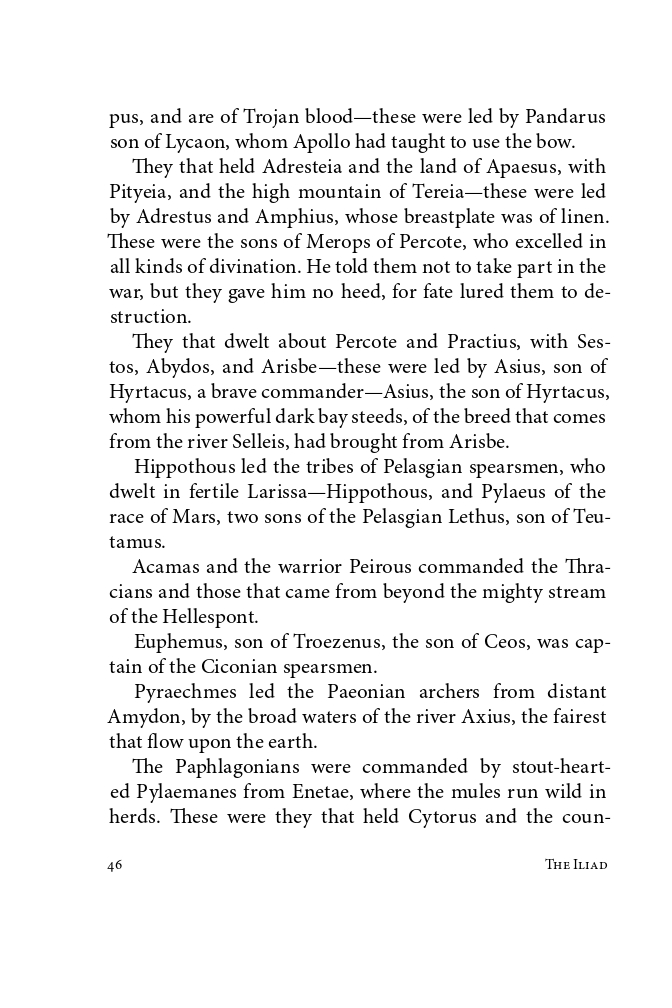 pus, and are of Trojan blood—these were led by Pandarus
son of Lycaon, whom Apollo had taught to use the bow.
They that held Adresteia and the land of Apaesus, with
Pityeia, and the high mountain of Tereia—these were led
by Adrestus and Amphius, whose breastplate was of linen.
These were the sons of Merops of Percote, who excelled in
all kinds of divination. He told them not to take part in the
war, but they gave him no heed, for fate lured them to de-
struction.
They that dwelt about Percote and Practius, with Ses-
tos, Abydos, and Arisbe—these were led by Asius, son of
Hyrtacus, a brave commander—Asius, the son of Hyrtacus,
whom his powerful dark bay steeds, of the breed that comes
from the river Selleis, had brought from Arisbe.
Hippothous led the tribes of Pelasgian spearsmen, who
dwelt in fertile Larissa—Hippothous, and Pylaeus of the
race of Mars, two sons of the Pelasgian Lethus, son of Teu-
tamus.
Acamas and the warrior Peirous commanded the Thra-
cians and those that came from beyond the mighty stream
of the Hellespont.
Euphemus, son of Troezenus, the son of Ceos, was cap-
tain of the Ciconian spearsmen.
Pyraechmes led the Paeonian archers from distant
Amydon, by the broad waters of the river Axius, the fairest
that flow upon the earth.
The Paphlagonians were commanded by stout-heart-
ed Pylaemanes from Enetae, where the mules run wild in
herds. These were they that held Cytorus and the coun-
46 The Iliad